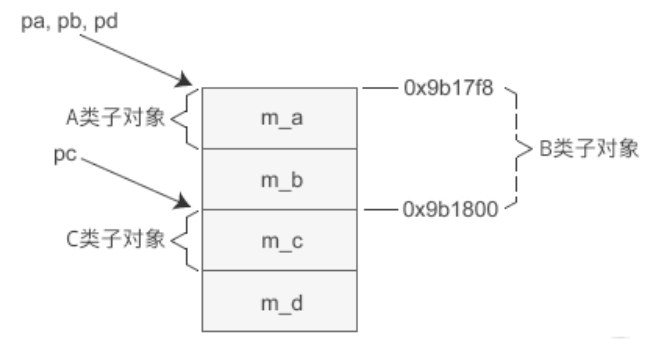 pa, pb, pd
0x9b17f8
A类子对象
m_a
B类子对象
m_b
pc
0x9b1800
C类子对象
m_c
m_d